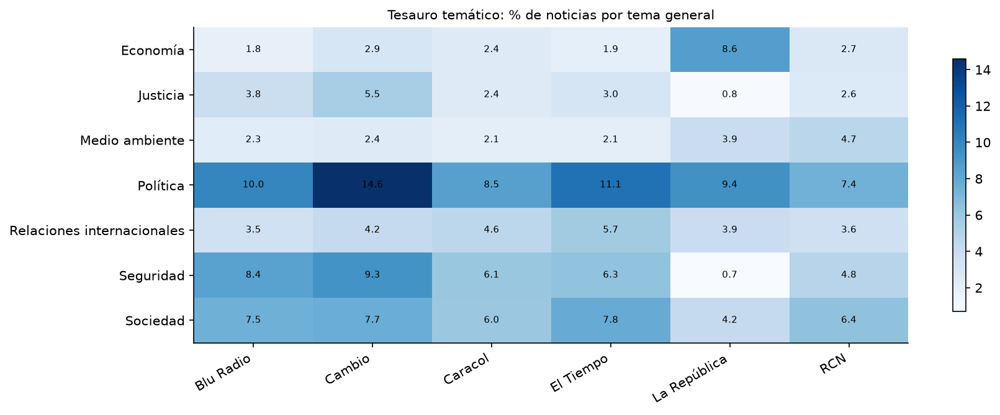 Tesauro temático: % de noticias por tema general
Economía 1.8 2.9 2.4 1.9 8.6 2.7
Justicia 3.8 5.5 2.4 3.0 0.8 2.6
Medio ambiente 2.3 2.4 2.1 2.1 3.9 4.7
Política 10.0 14.6 8.5 11.1 9.4 7.4
Relaciones internacionales 3.5 4.2 4.6 5.7 3.9 3.6
Seguridad 8.4 9.3 6.1 6.3 0.7 4.8
Sociedad 7.5 7.7 6.0 7.8 4.2 6.4
Blu Radio Cambio Caracol El Tiempo La República RCN
14
12
10
8
6
4
2